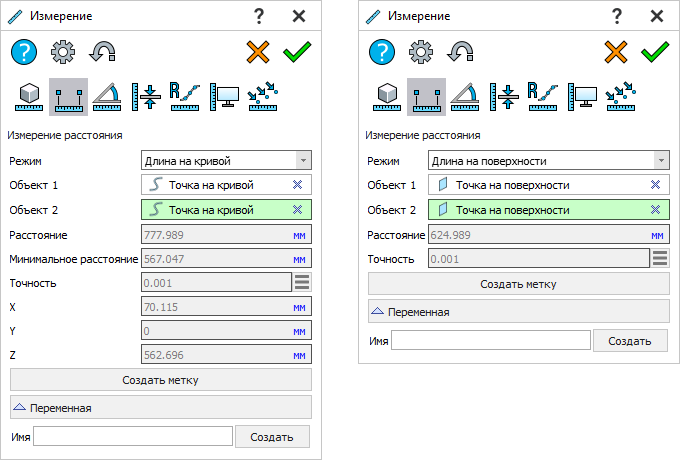 Измерение ?
?
R
Измерение расстояния
Режим Длина на кривой
Объект 1 Точка на кривой
Объект 2 Точка на кривой
Расстояние 777.989 мм
Минимальное расстояние 567.047 мм
Точность 0.001
X 70.115 мм
Y 0 мм
Z 562.696 мм
Создать метку
Переменная
Имя Создать
Измерение ?
?
R
Измерение расстояния
Режим Длина на поверхности
Объект 1 Точка на поверхности
Объект 2 Точка на поверхности
Расстояние 624.989 мм
Точность 0.001
Создать метку
Переменная
Имя Создать